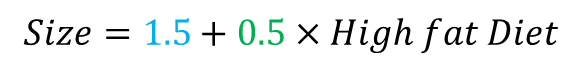 Size = 1.5 + 0.5 × High fat Diet